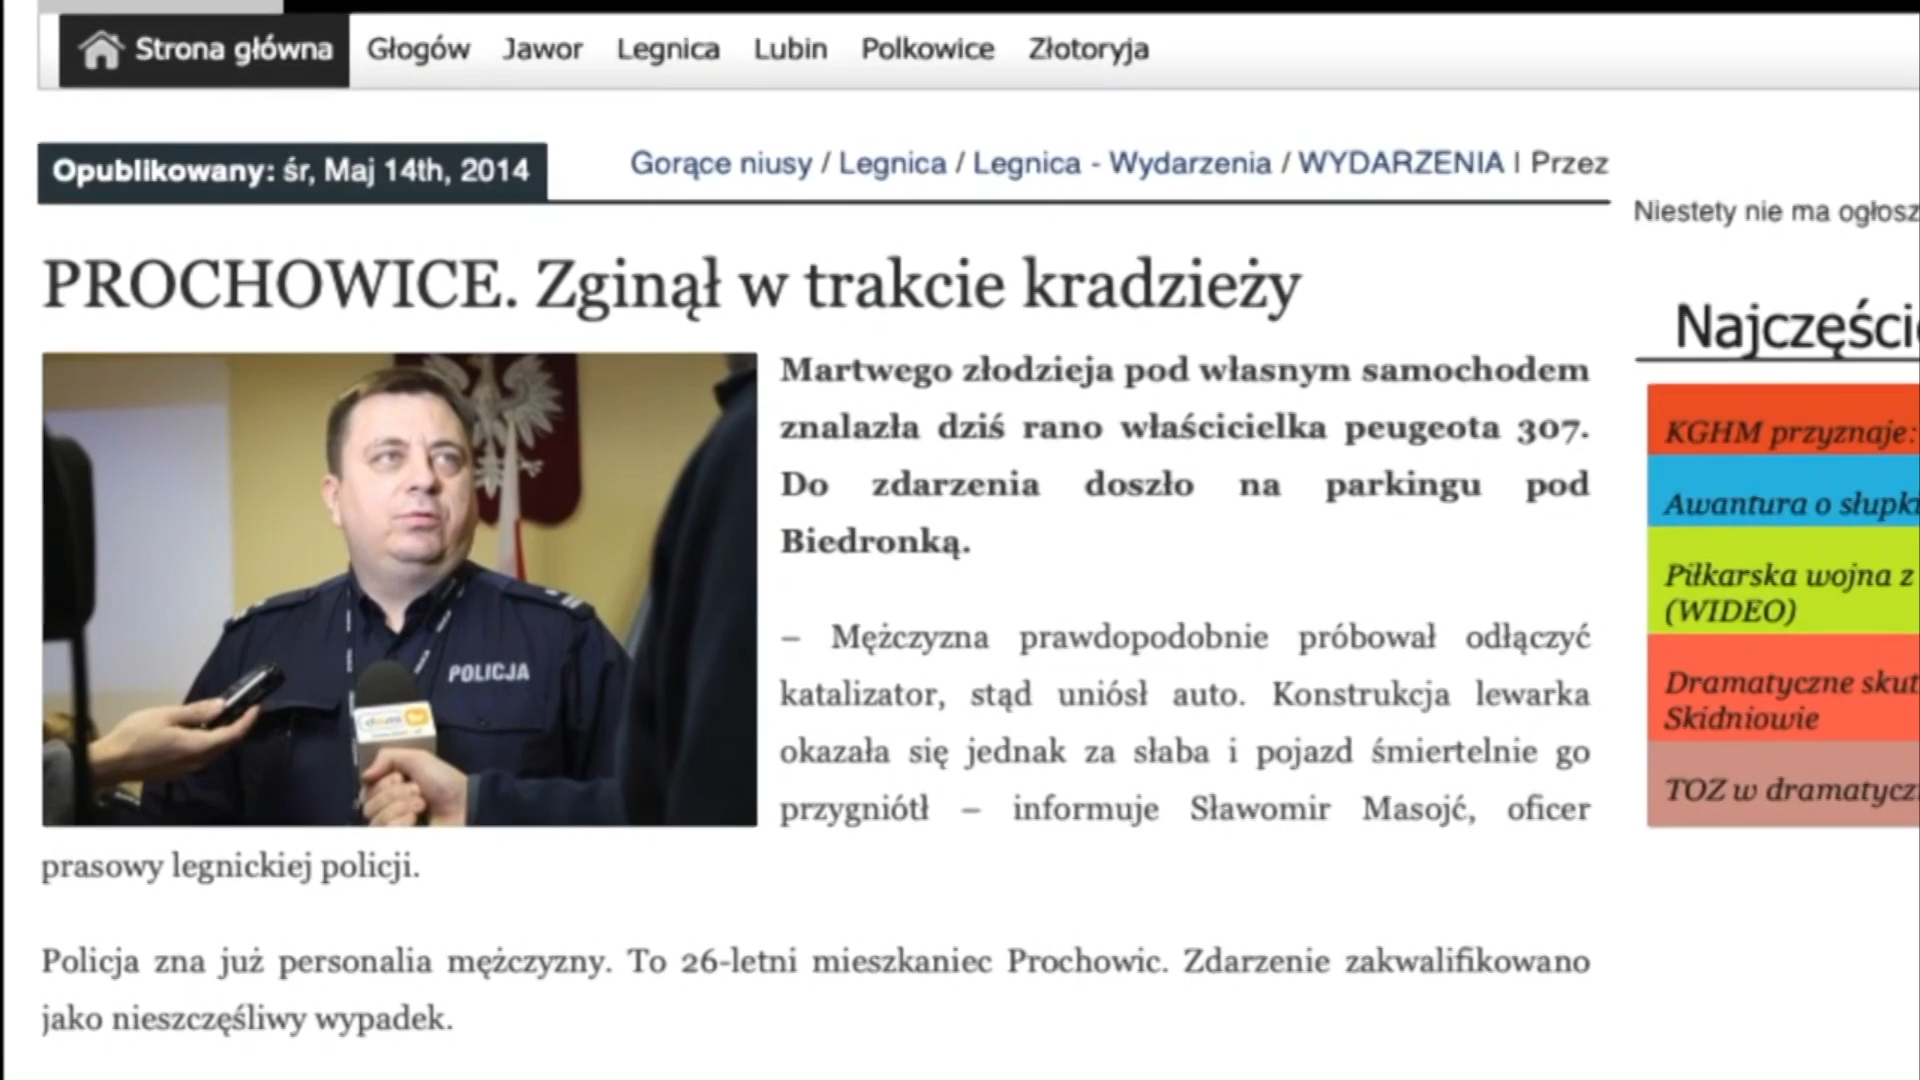 Strona główna Głogów Jawor Legnica Lubin Polkowice Złotoryja
Opublikowany: śr, Maj 14th, 2014
Gorące niusy / Legnica / Legnica - Wydarzenia / WYDARZENIA | Przez
Niestety nie ma ogłosz
PROCHOWICE. Zginął w trakcie kradzieży
Martwego złodzieja pod własnym samochodem
znalazła dziś rano właścicielka peugeota 307.
Do zdarzenia doszło na parkingu pod
Biedronką.
– Mężczyzna prawdopodobnie próbował odłączyć
katalizator, stąd uniósł auto. Konstrukcja lewarka
okazała się jednak za słaba i pojazd śmiertelnie go
przygniótł – informuje Sławomir Masojć, oficer
prasowy legnickiej policji.
Policja zna już personalia mężczyzny. To 26-letni mieszkaniec Prochowic. Zdarzenie zakwalifikowano
jako nieszczęśliwy wypadek.
POLICJA
Najczęści
KGHM przyznaje:
Awantura o słupk
Piłkarska wojna z
(WIDEO)
Dramatyczne skut
Skidniowie
TOZ w dramatycz